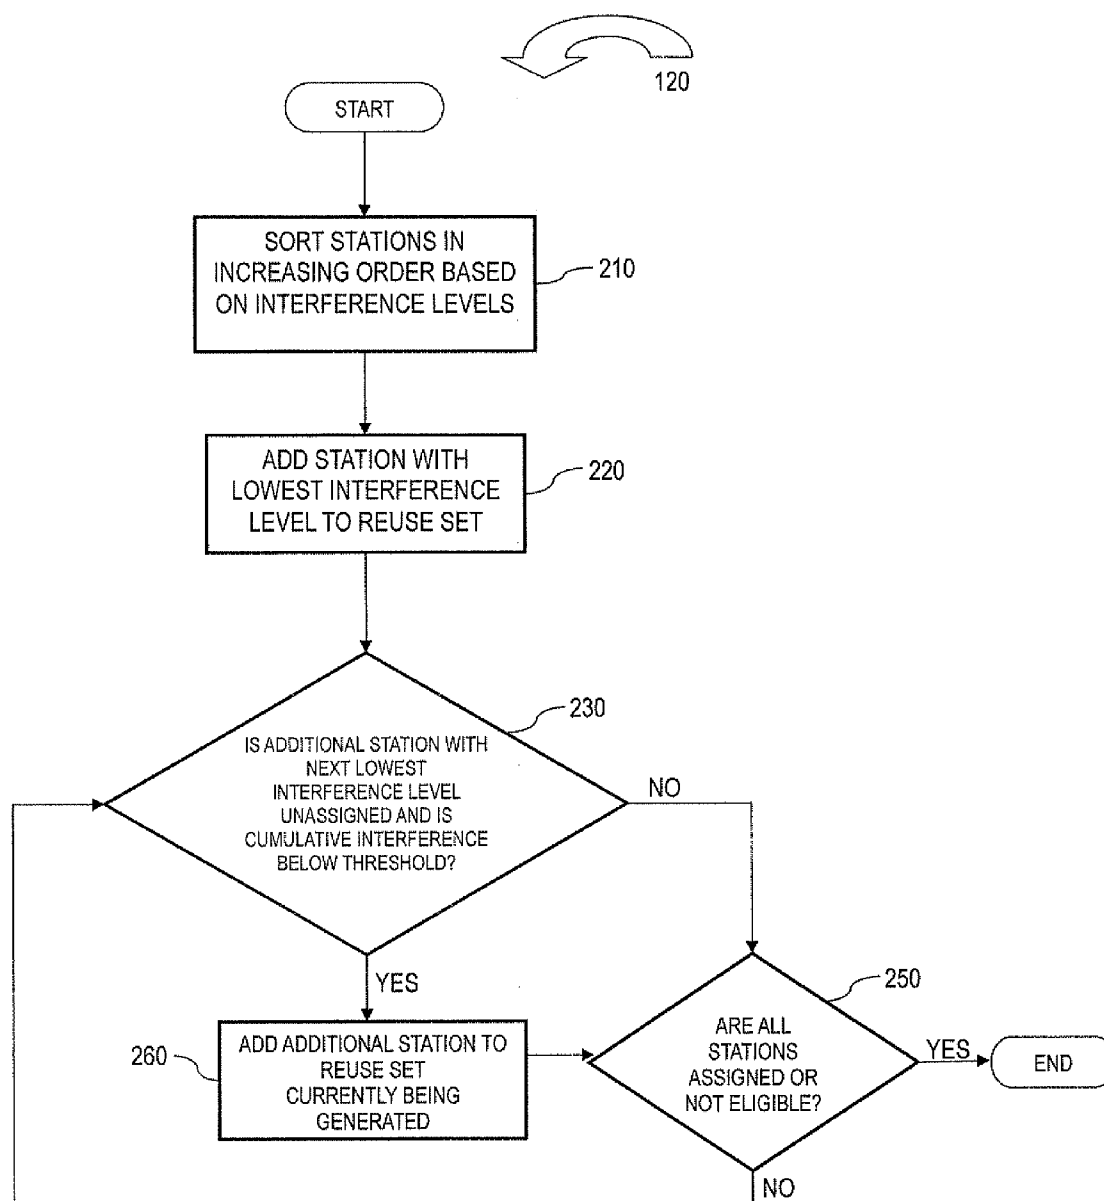 120
START
SORT STATIONS IN
INCREASING ORDER BASED
ON INTERFERENCE LEVELS
210
ADD STATION WITH
LOWEST INTERFERENCE
LEVEL TO REUSE SET
220
230
IS ADDITIONAL STATION WITH
NEXT LOWEST
INTERFERENCE LEVEL
UNASSIGNED AND IS
CUMULATIVE INTERFERENCE
BELOW THRESHOLD?
NO
YES
250
ARE ALL
STATIONS
ASSIGNED OR
NOT ELIGIBLE?
YES
END
260
ADD ADDITIONAL STATION TO
REUSE SET
CURRENTLY BEING
GENERATED
NO